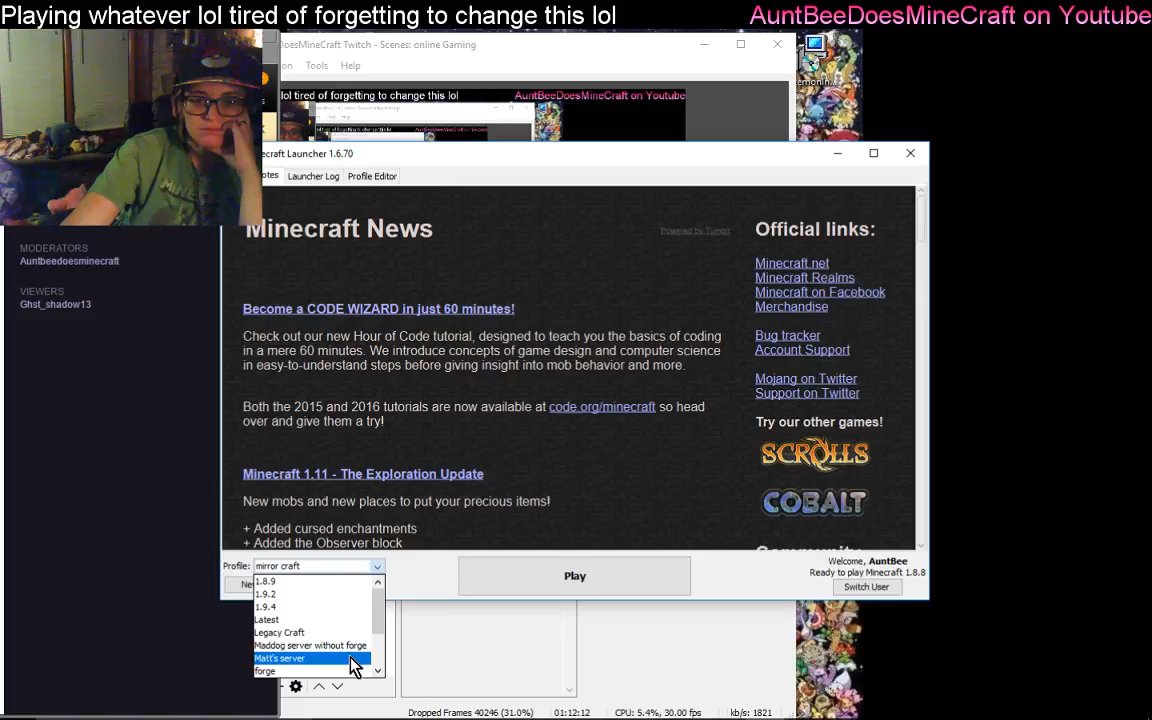 Playing whatever lol tired of forgetting to change this lol
AuntBeeDoesMineCraft on Youtube
DoesMineCraft Twitch - Scenes: online Gaming
Tools Help
lol tired of forgetting to change this lol
AuntBeeDoesMineCraft on Youtube
ecraft Launcher 1.6.70
otes Launcher Log Profile Editor
MODERATORS
Auntbeedoesminecraft
VIEWERS
Ghst_shadow13
Minecraft News
Powered by Tumblr
Become a CODE WIZARD in just 60 minutes!
Check out our new Hour of Code tutorial, designed to teach you the basics of coding
in a mere 60 minutes. We introduce concepts of game design and computer science
in easy-to-understand steps before giving insight into mob behavior and more.
Both the 2015 and 2016 tutorials are now available at code.org/minecraft so head
over and give them a try!
Minecraft 1.11 - The Exploration Update
New mobs and new places to put your precious items!
+ Added cursed enchantments
+ Added the Observer block
Official links:
Minecraft.net
Minecraft Realms
Minecraft on Facebook
Merchandise
Bug tracker
Account Support
Mojang on Twitter
Support on Twitter
Try our other games!
SCROLLS
COBALT
Profile: mirror craft
1.8.9
1.9.2
1.9.4
Latest
Legacy Craft
Maddog server without forge
Matt's server
forge
Play
Welcome, AuntBee
Ready to play Minecraft 1.8.8
Switch User
Dropped Frames 40246 (31.0%) 01:12:12 CPU: 5.4%, 30.00 fps kb/s: 1821